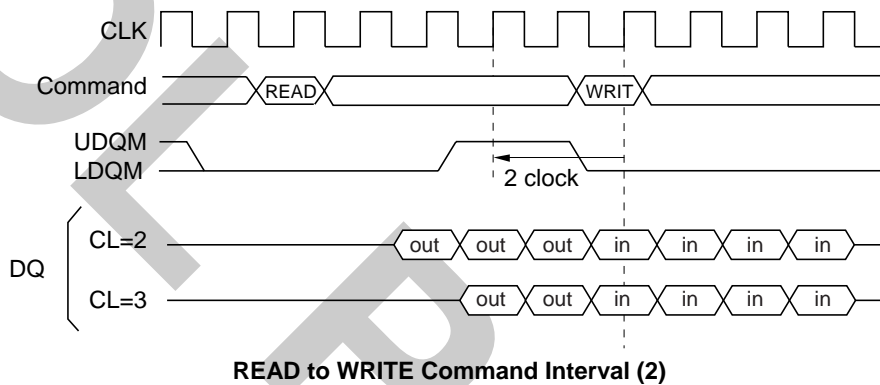 CLK
Command READ WRIT
UDQM
LDQM
2 clock
DQ
CL=2 out out out in in in in
CL=3 out out in in in in
READ to WRITE Command Interval (2)